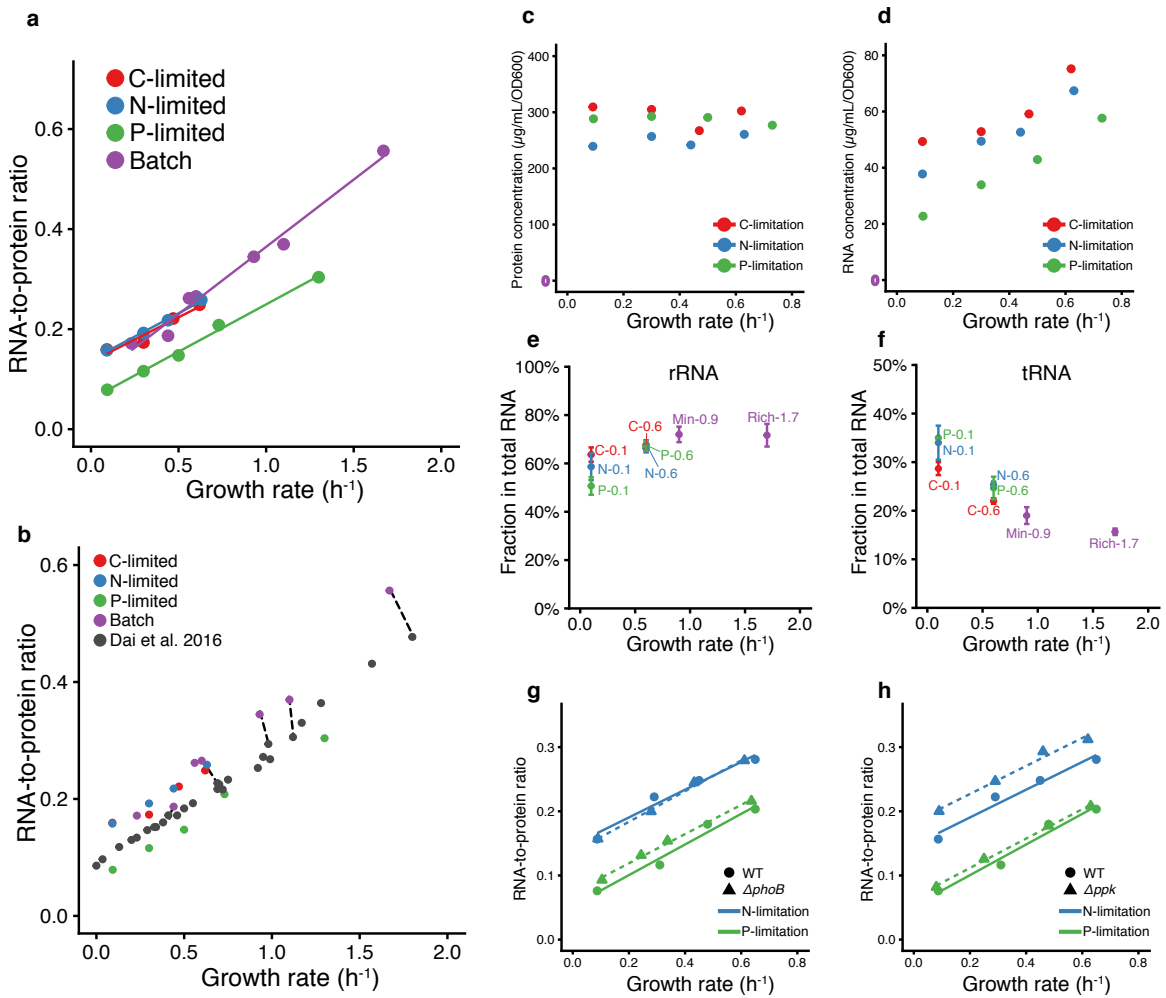 a
C-limited
N-limited
P-limited
Batch
RNA-to-protein ratio
0.6
0.4
0.2
0.0
0.0 0.5 1.0 1.5 2.0
Growth rate (h-1)
b
C-limited
N-limited
P-limited
Batch
Dai et al. 2016
RNA-to-protein ratio
0.6
0.4
0.2
0.0
0.0 0.5 1.0 1.5 2.0
Growth rate (h-1)
c
Protein concentration (µg/mL/OD600)
400
300
200
100
0
C-limitation
N-limitation
P-limitation
0.0 0.2 0.4 0.6 0.8
Growth rate (h-1)
d
RNA concentration (µg/mL/OD600)
80
60
40
20
0
C-limitation
N-limitation
P-limitation
0.0 0.2 0.4 0.6 0.8
Growth rate (h-1)
e
rRNA
Fraction in total RNA
100%
80%
60%
40%
20%
0%
C-0.1
N-0.1
P-0.1
C-0.6
P-0.6
N-0.6
Min-0.9
Rich-1.7
0.0 0.5 1.0 1.5 2.0
Growth rate (h-1)
f
tRNA
Fraction in total RNA
50%
40%
30%
20%
10%
0%
P-0.1
N-0.1
C-0.1
N-0.6
P-0.6
C-0.6
Min-0.9
Rich-1.7
0.0 0.5 1.0 1.5 2.0
Growth rate (h-1)
g
RNA-to-protein ratio
0.3
0.2
0.1
0.0
WT
ΔphoB
N-limitation
P-limitation
0.0 0.2 0.4 0.6 0.8
Growth rate (h-1)
h
RNA-to-protein ratio
0.3
0.2
0.1
0.0
WT
Δppk
N-limitation
P-limitation
0.0 0.2 0.4 0.6 0.8
Growth rate (h-1)